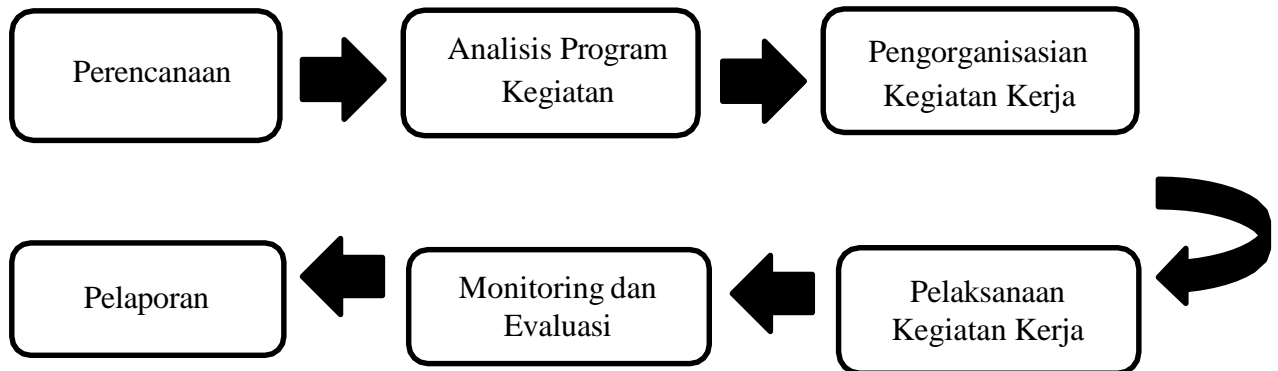 Perencanaan
Analisis Program
Kegiatan
Pengorganisasian
Kegiatan Kerja
Pelaksanaan
Kegiatan Kerja
Monitoring dan
Evaluasi
Pelaporan